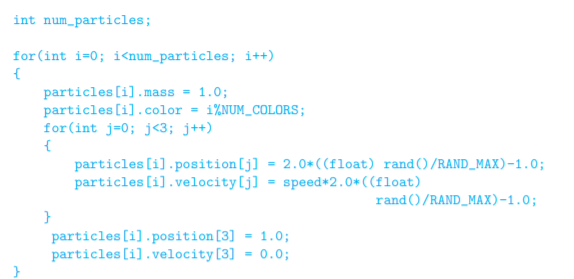 int num_particles;
for(int i=0; i<num_particles; i++)
{
particles[i].mass = 1.0;
particles[i].color = i%NUM_COLORS;
for(int j=0; j<3; j++)
{
particles[i].position[j] = 2.0*((float) rand()/RAND_MAX)-1.0;
particles[i].velocity[j] = speed*2.0*((float)
rand()/RAND_MAX)-1.0;
}
particles[i].position[3] = 1.0;
particles[i].velocity[3] = 0.0;
}